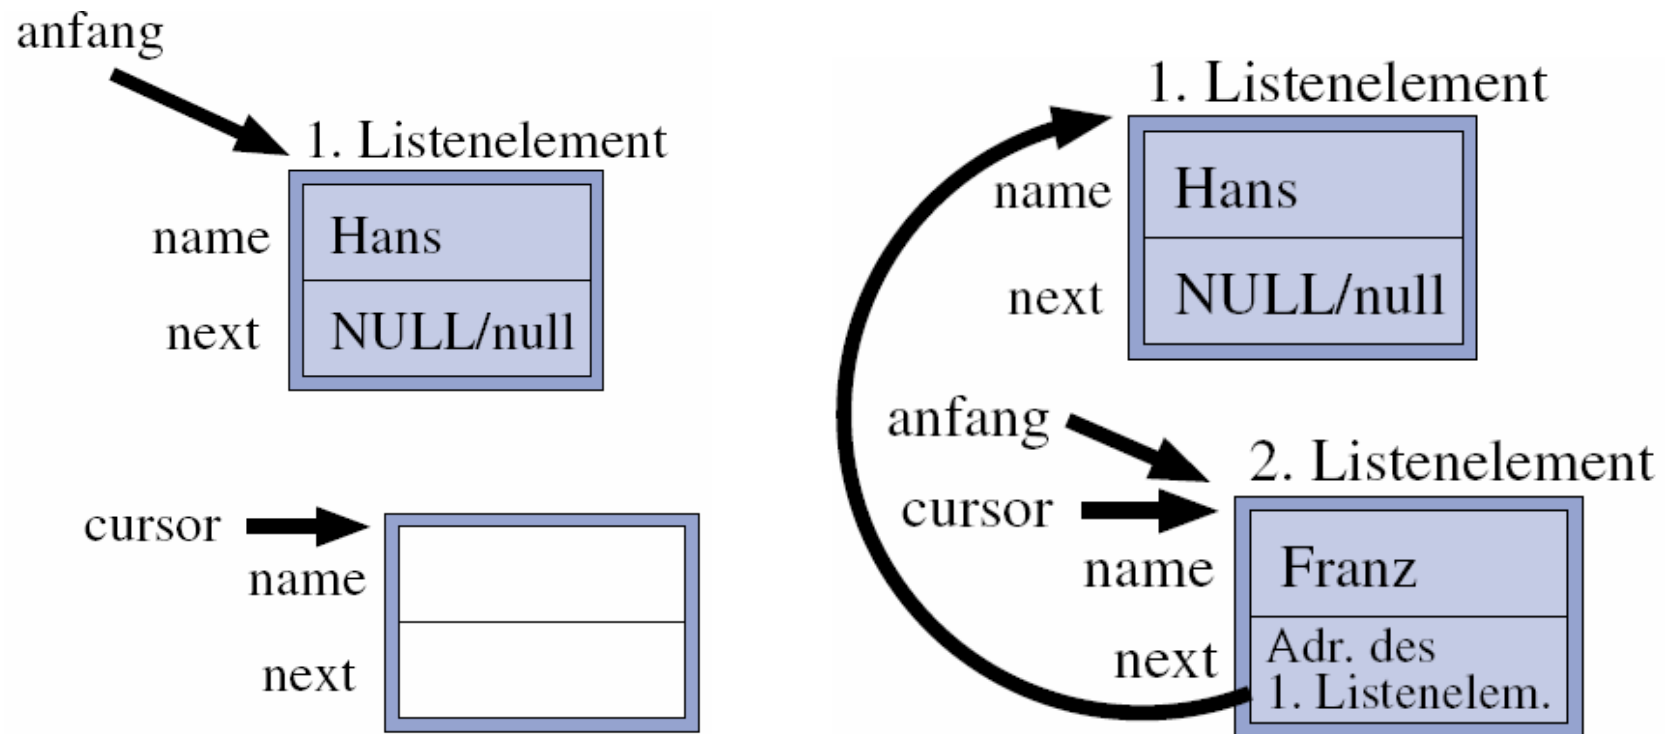 anfang
1. Listenelement
name Hans
next NULL/null
cursor
name
next
1. Listenelement
name Hans
next NULL/null
anfang
2. Listenelement
cursor
name Franz
next Adr. des
1. Listenelem.